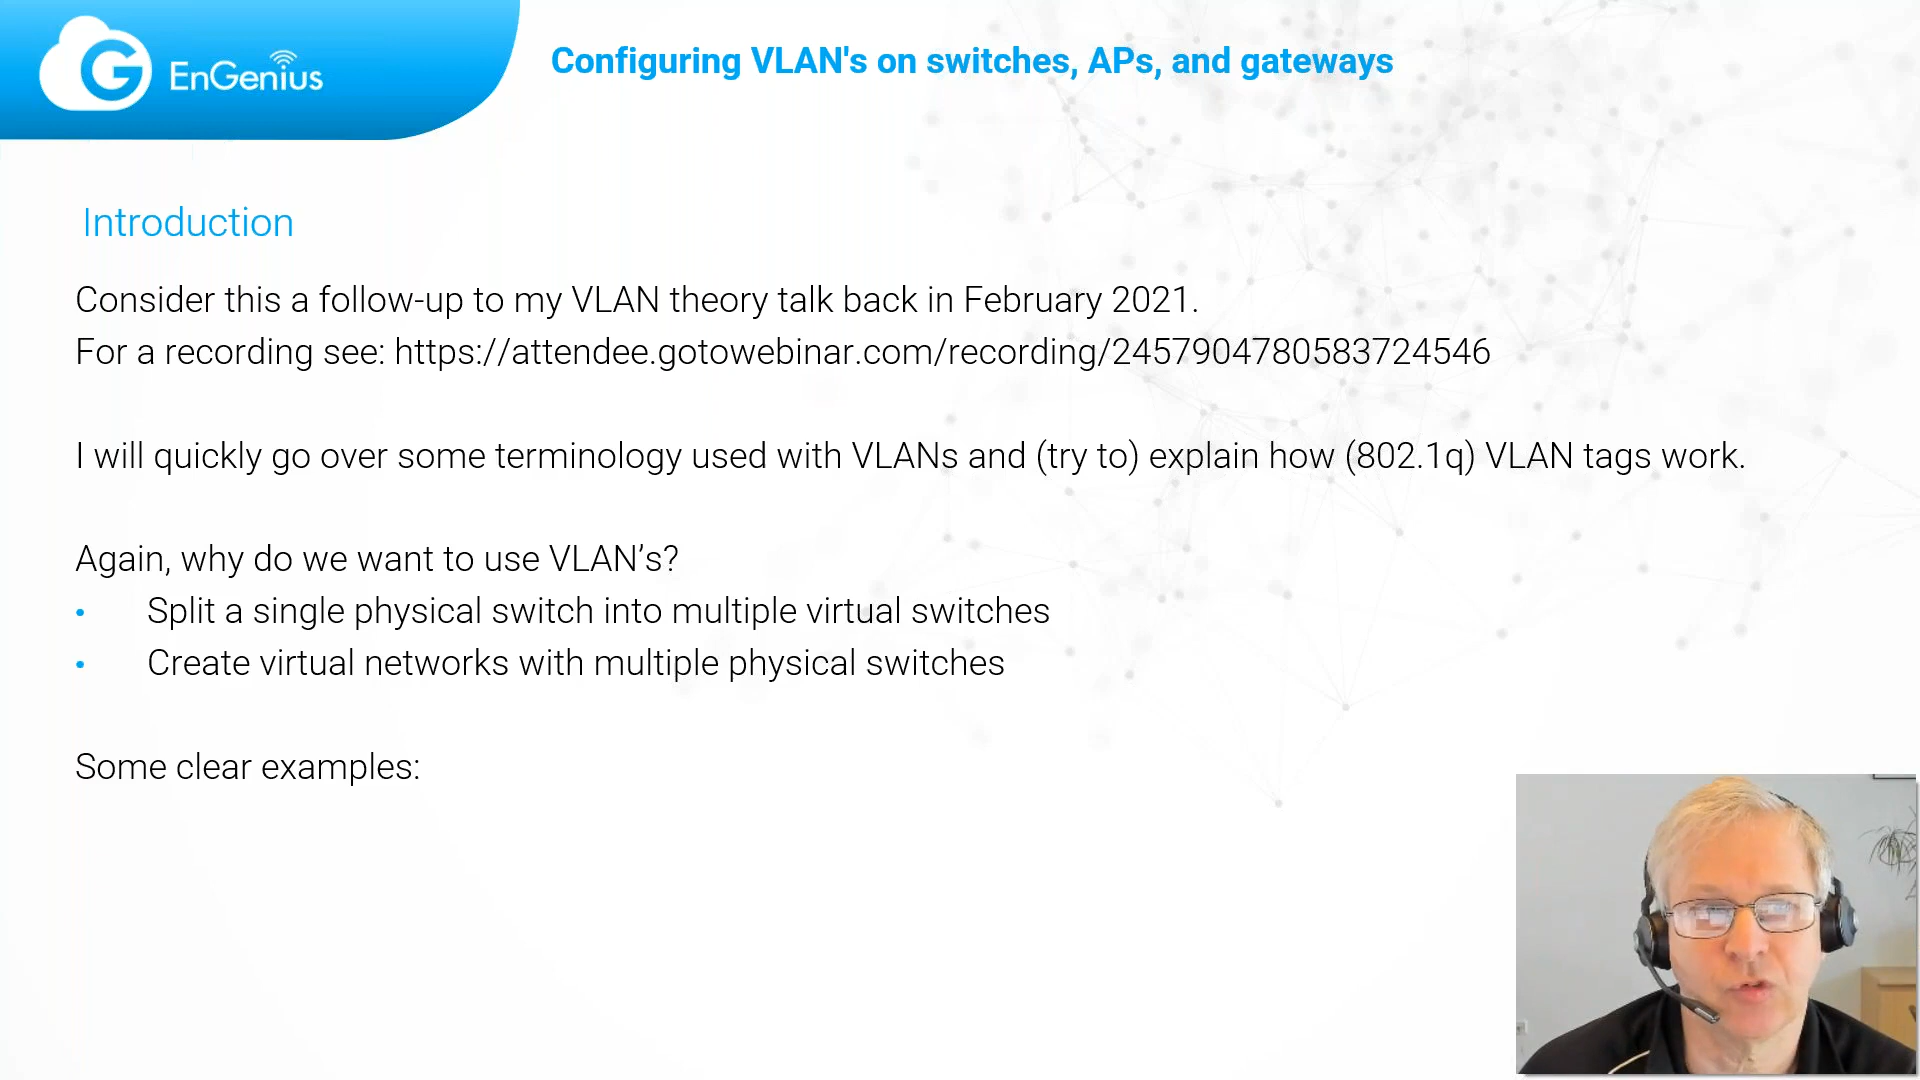 EnGenius
Configuring VLAN's on switches, APs, and gateways
Introduction
Consider this a follow-up to my VLAN theory talk back in February 2021.
For a recording see: https://attendee.gotowebinar.com/recording/2457904780583724546
I will quickly go over some terminology used with VLANs and (try to) explain how (802.1q) VLAN tags work.
Again, why do we want to use VLAN’s?
• Split a single physical switch into multiple virtual switches
• Create virtual networks with multiple physical switches
Some clear examples: